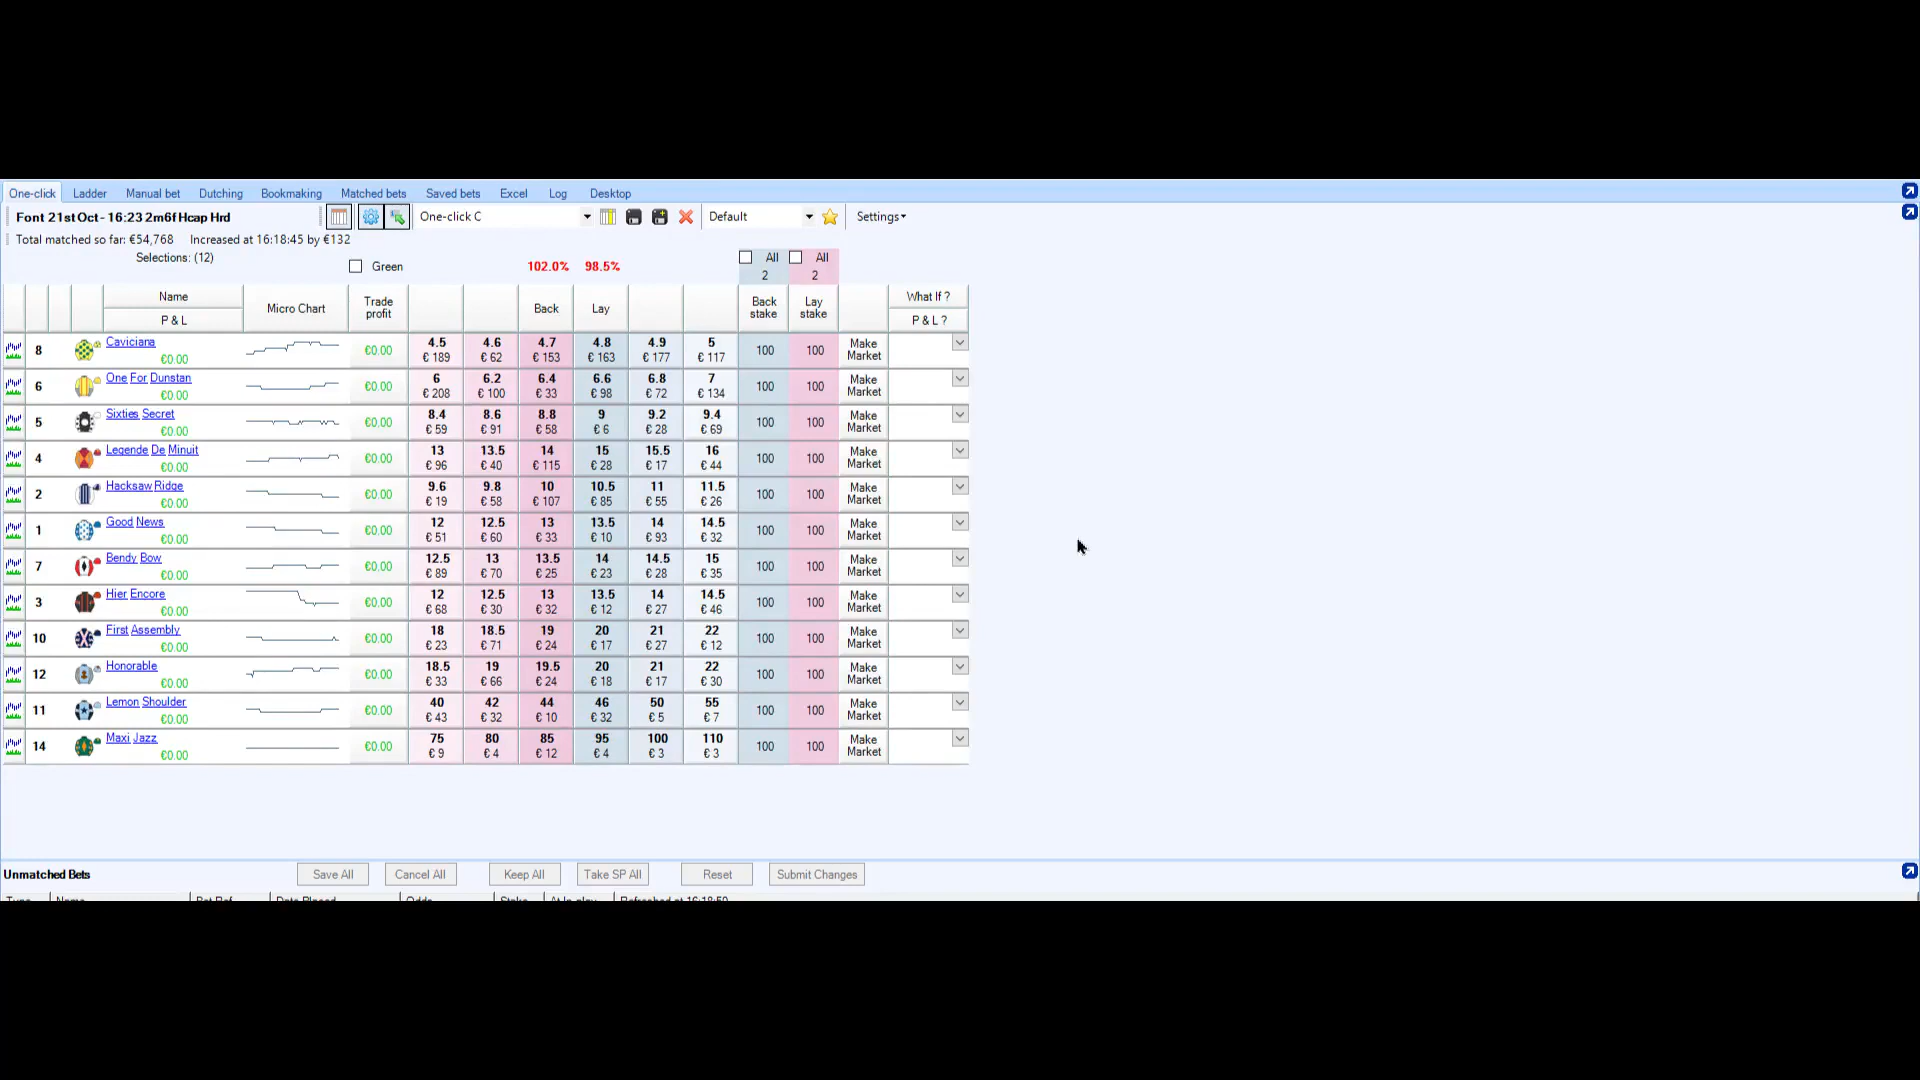 One-click Ladder Manual bet Dutching Bookmaking Matched bets Saved bets Excel Log Desktop
Font 21st Oct - 16:23 2m6f Hcap Hrd One-click C Default Settings
Total matched so far: €54,768 Increased at 16:18:45 by €132
Selections: (12) Green 102.0% 98.5% All 2 All 2
Name P & L Micro Chart Trade profit Back Lay Back stake Lay stake What If ? P & L ?
8 Caviciana €0.00 €0.00 4.5 4.6 4.7 4.8 4.9 5 100 100 Make Market
€ 189 € 62 € 153 € 163 € 177 € 117
6 One For Dunstan €0.00 €0.00 6 6.2 6.4 6.6 6.8 7 100 100 Make Market
€ 208 € 100 € 33 € 98 € 72 € 134
5 Sixties Secret €0.00 €0.00 8.4 8.6 8.8 9 9.2 9.4 100 100 Make Market
€ 59 € 91 € 58 € 6 € 28 € 69
4 Legende De Minuit €0.00 €0.00 13 13.5 14 15 15.5 16 100 100 Make Market
€ 96 € 40 € 115 € 28 € 17 € 44
2 Hacksaw Ridge €0.00 €0.00 9.6 9.8 10 10.5 11 11.5 100 100 Make Market
€ 19 € 58 € 107 € 85 € 55 € 26
1 Good News €0.00 €0.00 12 12.5 13 13.5 14 14.5 100 100 Make Market
€ 51 € 60 € 33 € 10 € 93 € 32
7 Bendy Bow €0.00 €0.00 12.5 13 13.5 14 14.5 15 100 100 Make Market
€ 89 € 70 € 25 € 23 € 28 € 35
3 Hier Encore €0.00 €0.00 12 12.5 13 13.5 14 14.5 100 100 Make Market
€ 68 € 30 € 32 € 12 € 27 € 46
10 First Assembly €0.00 €0.00 18 18.5 19 20 21 22 100 100 Make Market
€ 23 € 71 € 24 € 17 € 27 € 12
12 Honorable €0.00 €0.00 18.5 19 19.5 20 21 22 100 100 Make Market
€ 33 € 66 € 24 € 18 € 17 € 30
11 Lemon Shoulder €0.00 €0.00 40 42 44 46 50 55 100 100 Make Market
€ 43 € 32 € 10 € 32 € 5 € 7
14 Maxi Jazz €0.00 €0.00 75 80 85 95 100 110 100 100 Make Market
€ 9 € 4 € 12 € 4 € 3 € 3
Unmatched Bets Save All Cancel All Keep All Take SP All Reset Submit Changes